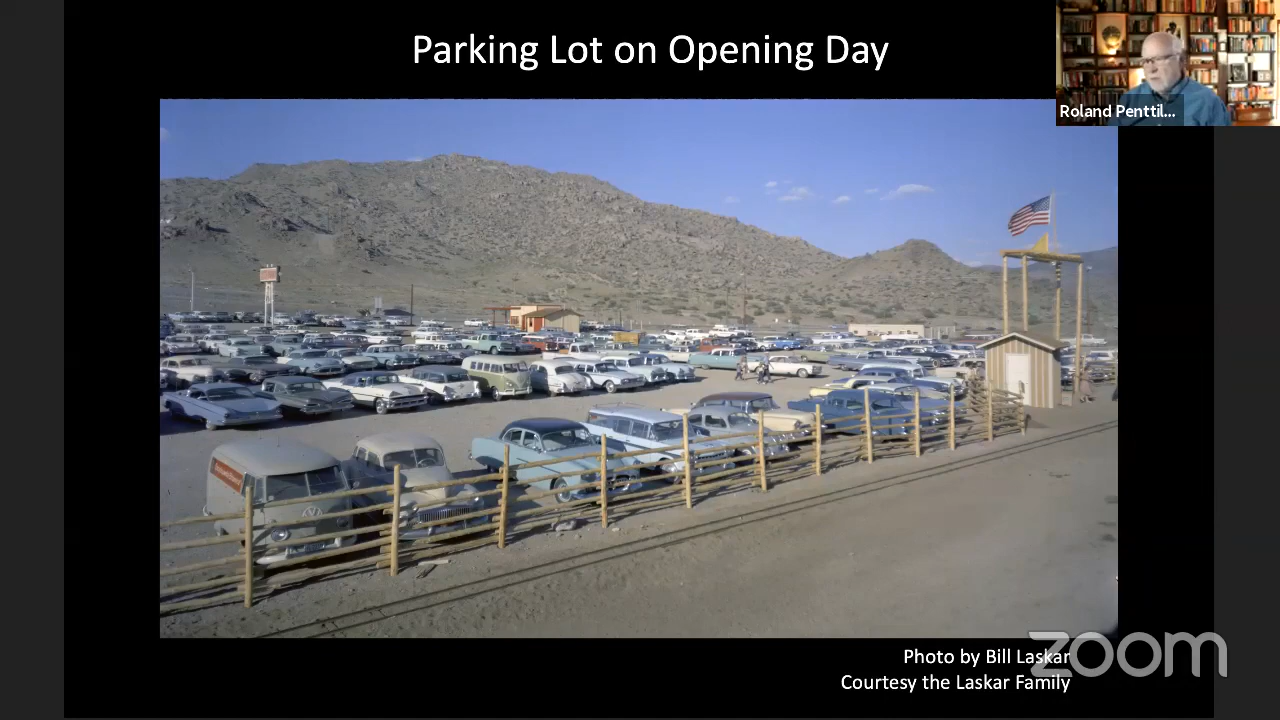 Parking Lot on Opening Day
Roland Penttil...
Photo by Bill Laskar
Courtesy the Laskar Family
zoom